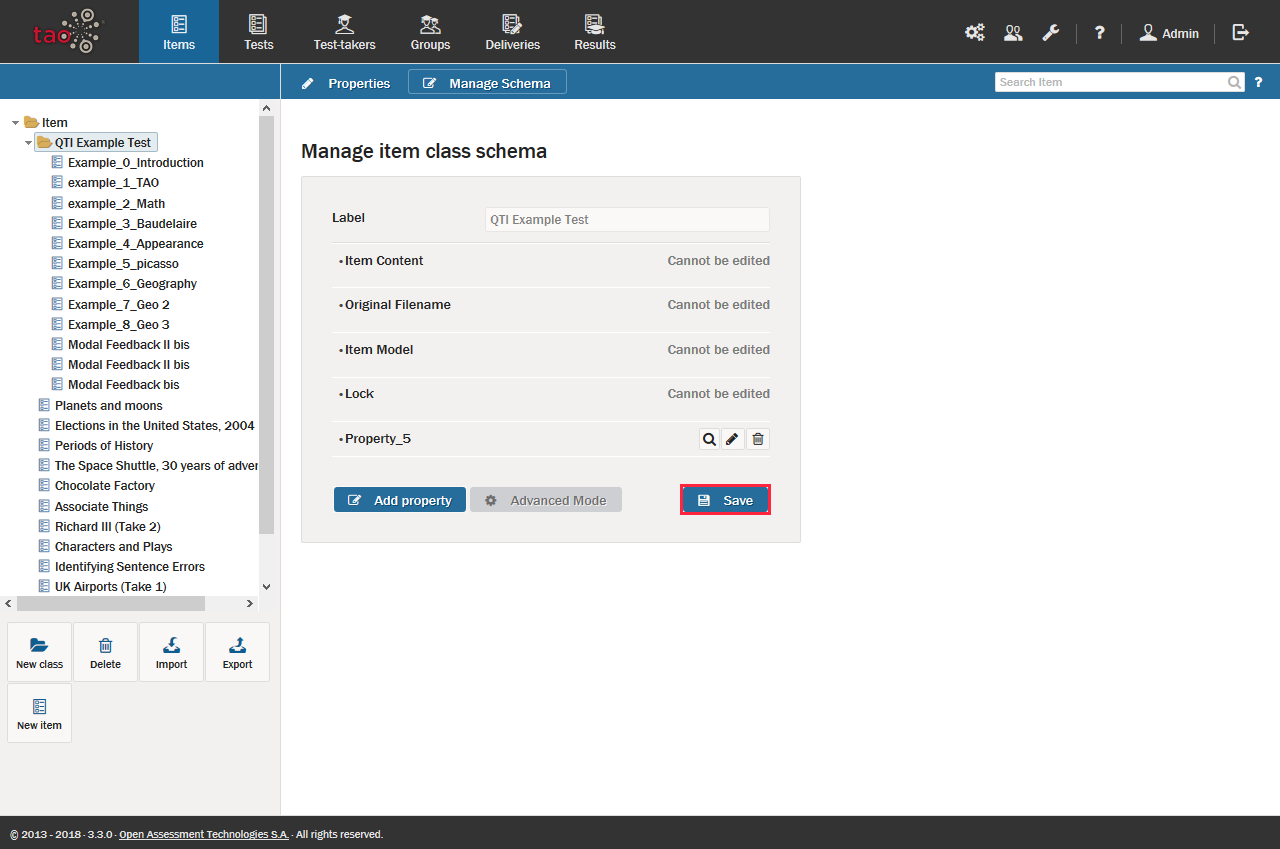 tao
Items
Tests
Test-takers
Groups
Deliveries
Results
?
Admin
Properties
Manage Schema
Search Item
?
Item
QTI Example Test
Example_0_Introduction
example_1_TAO
example_2_Math
Example_3_Baudelaire
Example_4_Appearance
Example_5_picasso
Example_6_Geography
Example_7_Geo 2
Example_8_Geo 3
Modal Feedback II bis
Modal Feedback II bis
Modal Feedback bis
Planets and moons
Elections in the United States, 2004
Periods of History
The Space Shuttle, 30 years of adver
Chocolate Factory
Associate Things
Richard III (Take 2)
Characters and Plays
Identifying Sentence Errors
UK Airports (Take 1)
New class
Delete
Import
Export
New item
Manage item class schema
Label
QTI Example Test
• Item Content Cannot be edited
• Original Filename Cannot be edited
• Item Model Cannot be edited
• Lock Cannot be edited
• Property_5
Add property
Advanced Mode
Save
© 2013 - 2018 · 3.3.0 · Open Assessment Technologies S.A. · All rights reserved.